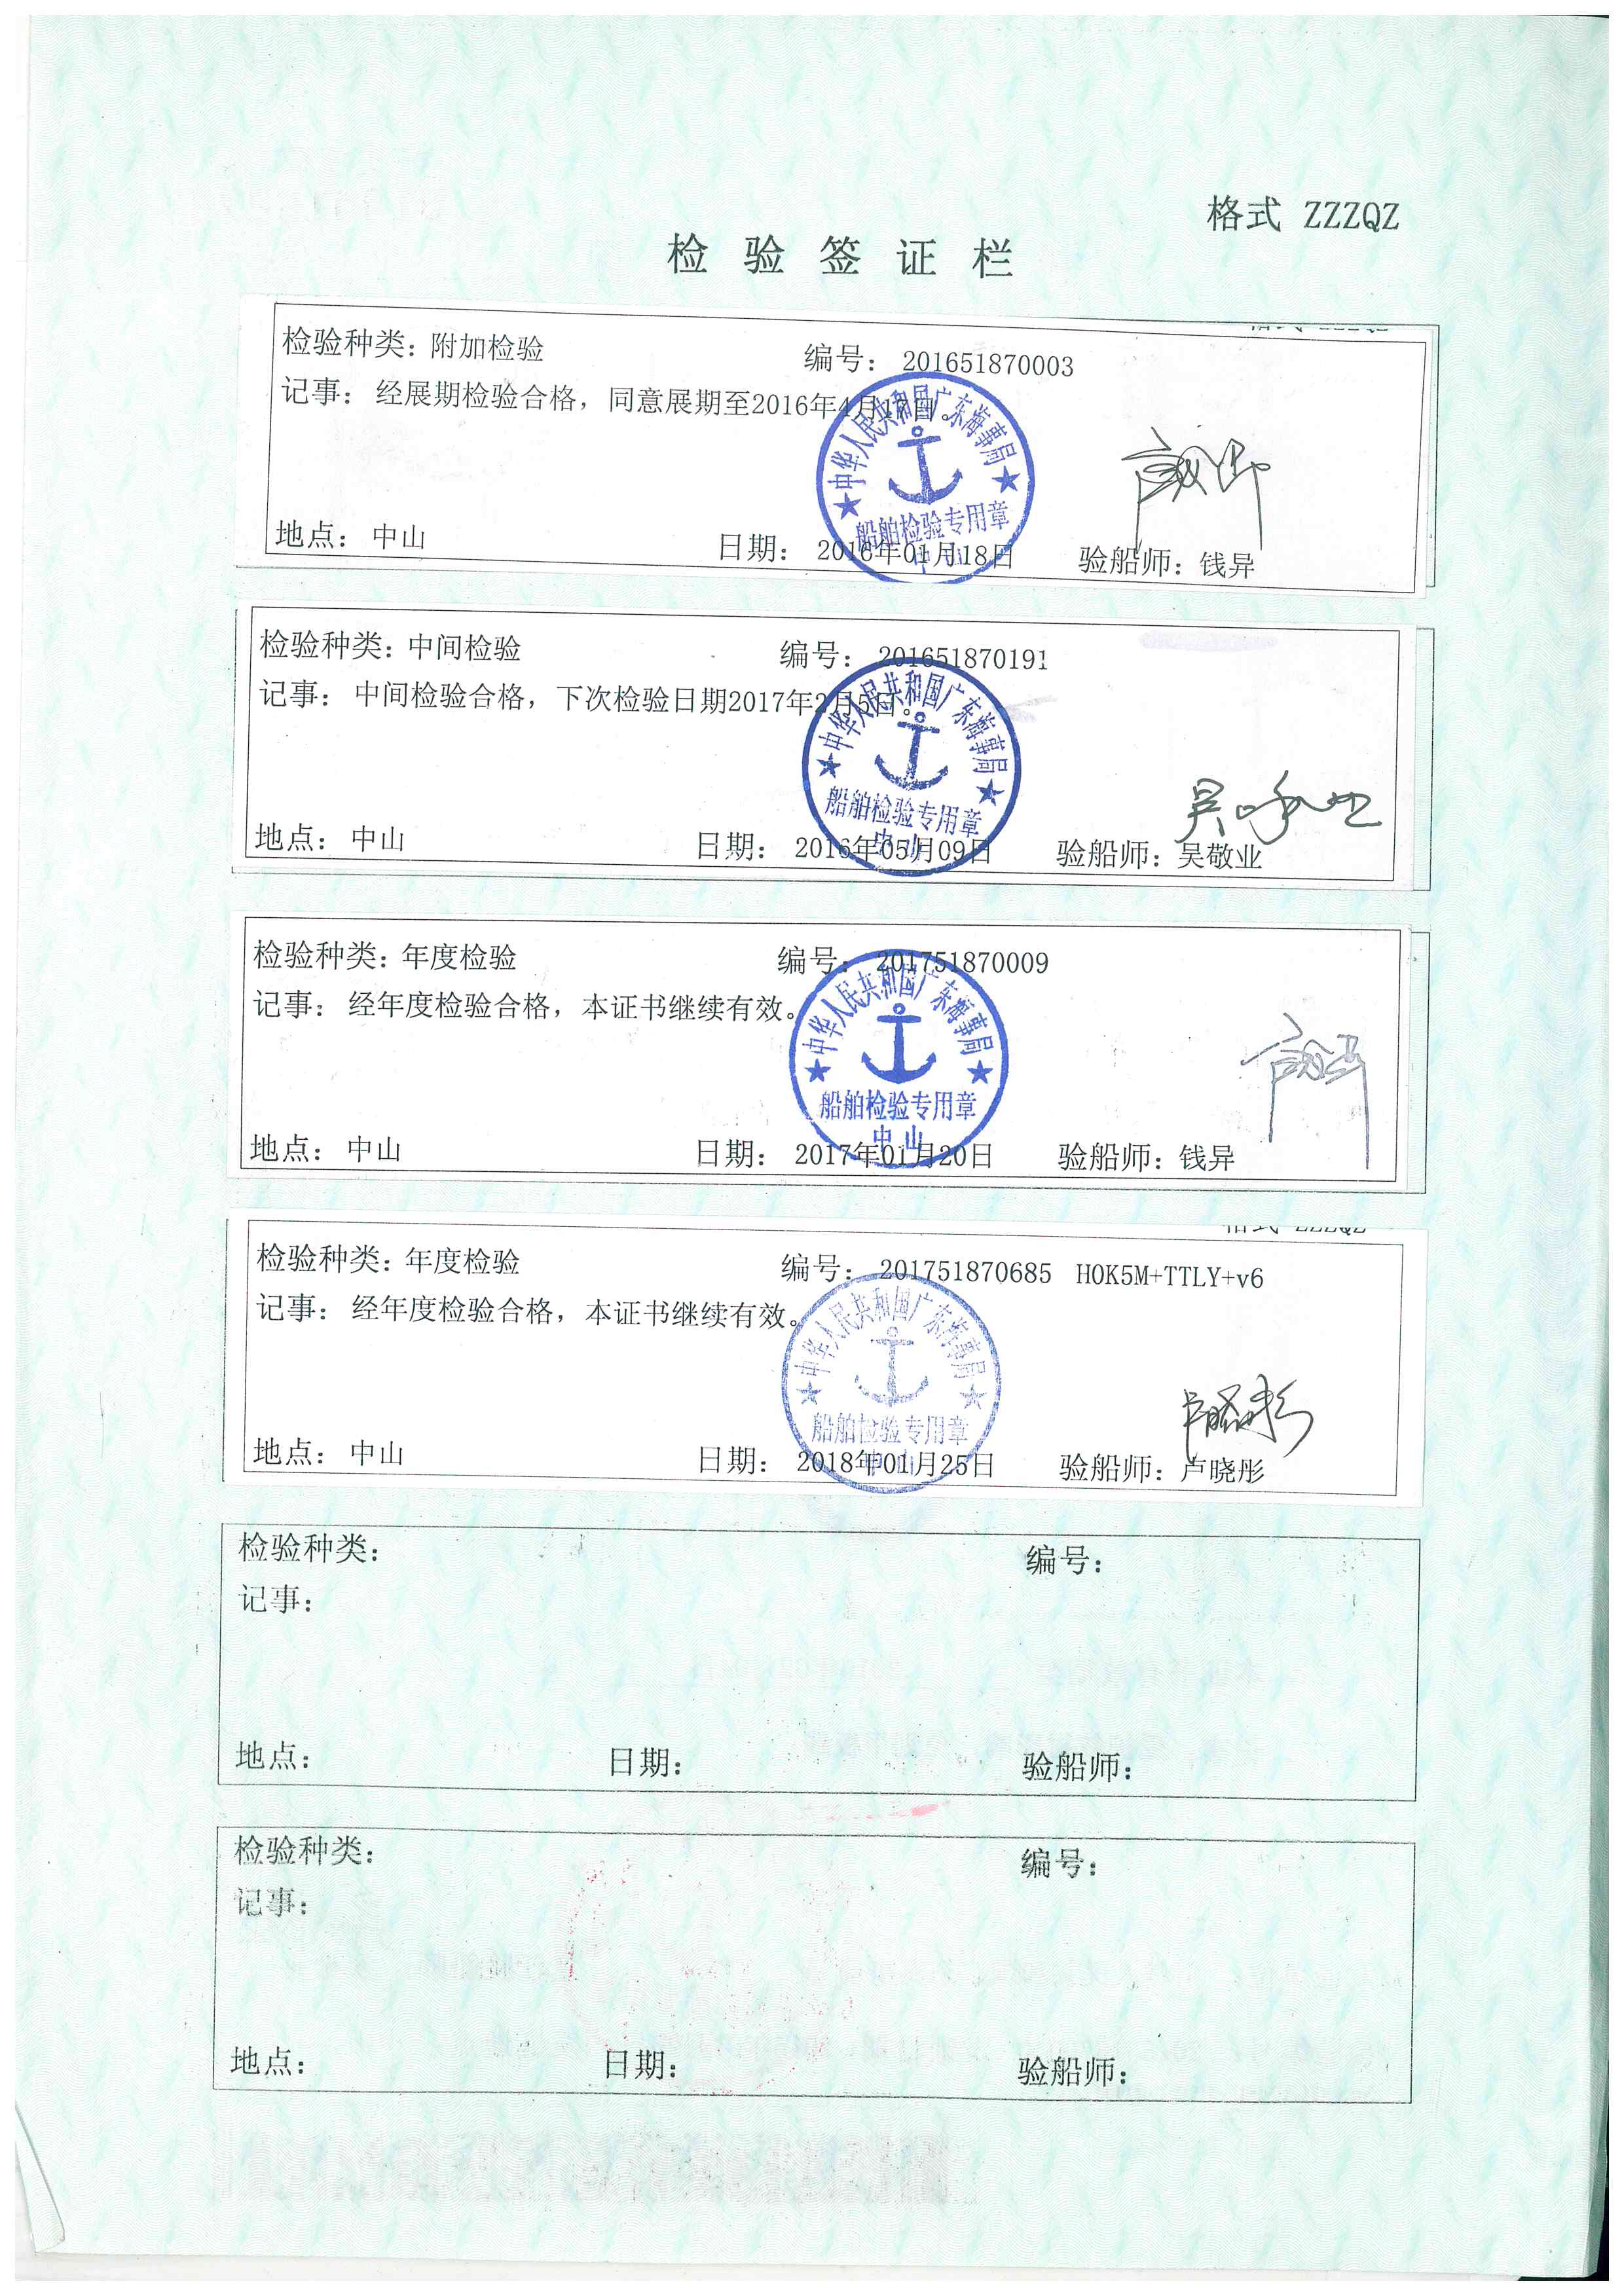 格式 ZZZQZ
检验签证栏
检验种类：附加检验 编号：201651870003
记事：经展期检验合格，同意展期至2016年4月17日。
中华人民共和国广东海事局
船舶检验专用章
中山
地点：中山 日期：2016年01月18日 验船师：钱异
检验种类：中间检验 编号：201651870191
记事：中间检验合格，下次检验日期2017年2月5日。
中华人民共和国广东海事局
船舶检验专用章
中山
地点：中山 日期：2016年05月09日 验船师：吴敬业
检验种类：年度检验 编号：201751870009
记事：经年度检验合格，本证书继续有效。
中华人民共和国广东海事局
船舶检验专用章
中山
地点：中山 日期：2017年01月20日 验船师：钱异
格式 ZZZQZ
检验种类：年度检验 编号：201751870685 H0K5M+TTLY+v6
记事：经年度检验合格，本证书继续有效。
中华人民共和国广东海事局
船舶检验专用章
中山
卢晓彤
地点：中山 日期：2018年01月25日 验船师：卢晓彤
检验种类： 编号：
记事：
地点： 日期： 验船师：
检验种类： 编号：
记事：
地点： 日期： 验船师：